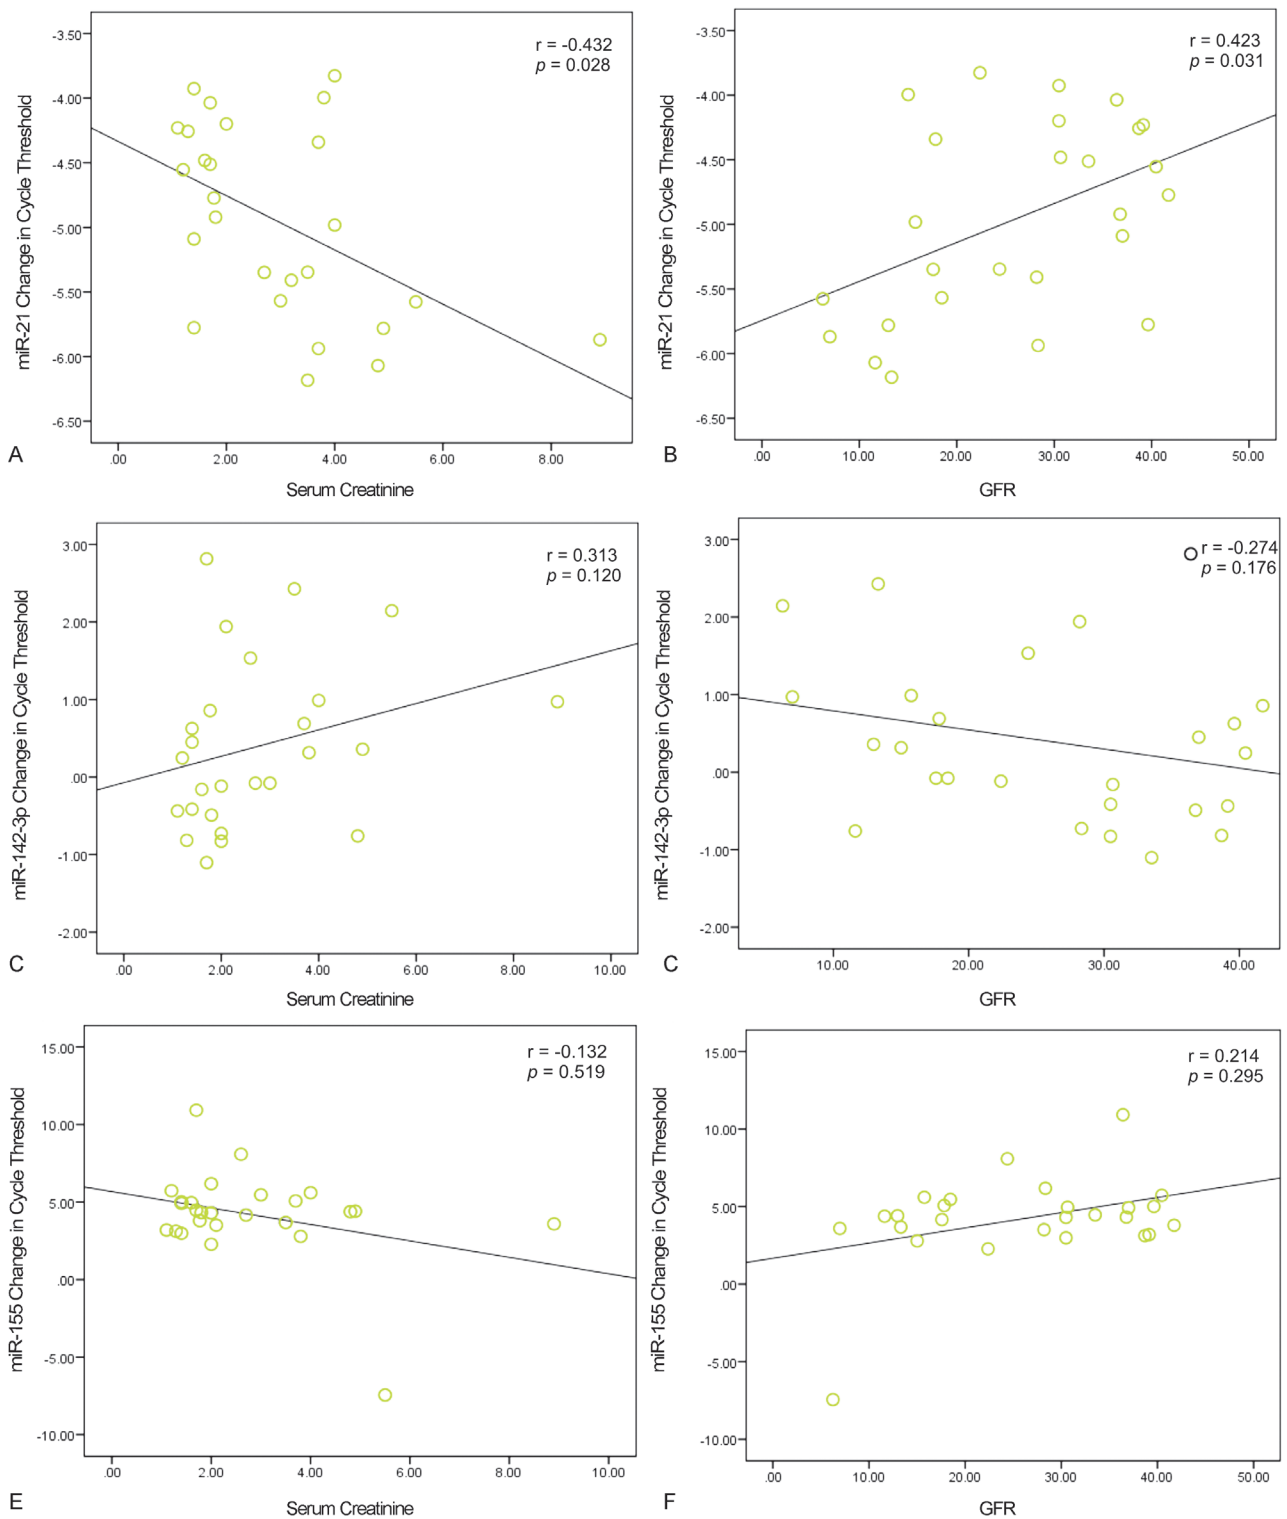 r = -0.432
p = 0.028
-3.50
-4.00
-4.50
-5.00
-5.50
-6.00
-6.50
miR-21 Change in Cycle Threshold
.00 2.00 4.00 6.00 8.00
A
Serum Creatinine
r = 0.423
p = 0.031
-3.50
-4.00
-4.50
-5.00
-5.50
-6.00
-6.50
miR-21 Change in Cycle Threshold
.00 10.00 20.00 30.00 40.00 50.00
B
GFR
r = 0.313
p = 0.120
3.00
2.00
1.00
.00
-1.00
-2.00
miR-142-3p Change in Cycle Threshold
.00 2.00 4.00 6.00 8.00 10.00
C
Serum Creatinine
r = -0.274
p = 0.176
3.00
2.00
1.00
.00
-1.00
-2.00
miR-142-3p Change in Cycle Threshold
10.00 20.00 30.00 40.00
C
GFR
r = -0.132
p = 0.519
15.00
10.00
5.00
.00
-5.00
-10.00
miR-155 Change in Cycle Threshold
.00 2.00 4.00 6.00 8.00 10.00
E
Serum Creatinine
r = 0.214
p = 0.295
15.00
10.00
5.00
.00
-5.00
-10.00
miR-155 Change in Cycle Threshold
.00 10.00 20.00 30.00 40.00 50.00
F
GFR